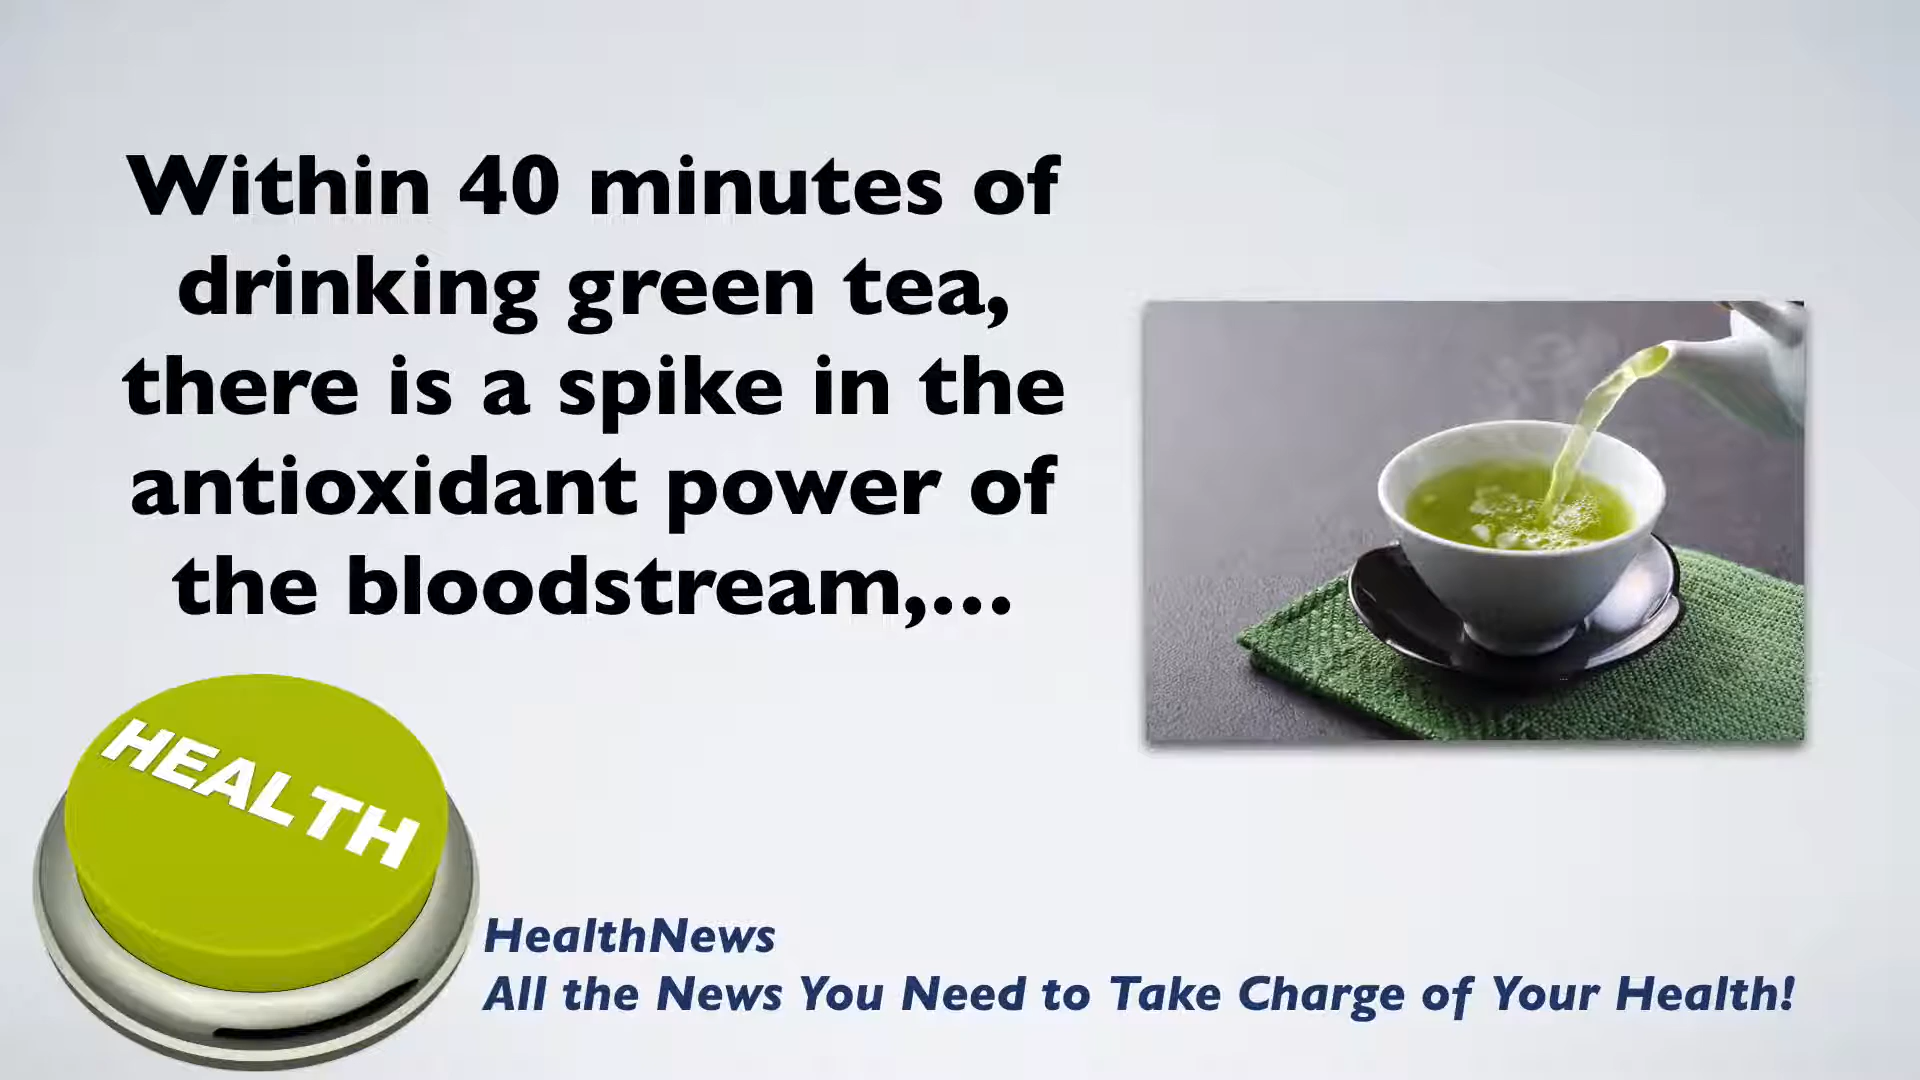 Within 40 minutes of
drinking green tea,
there is a spike in the
antioxidant power of
the bloodstream,...
HEALTH
HealthNews
All the News You Need to Take Charge of Your Health!